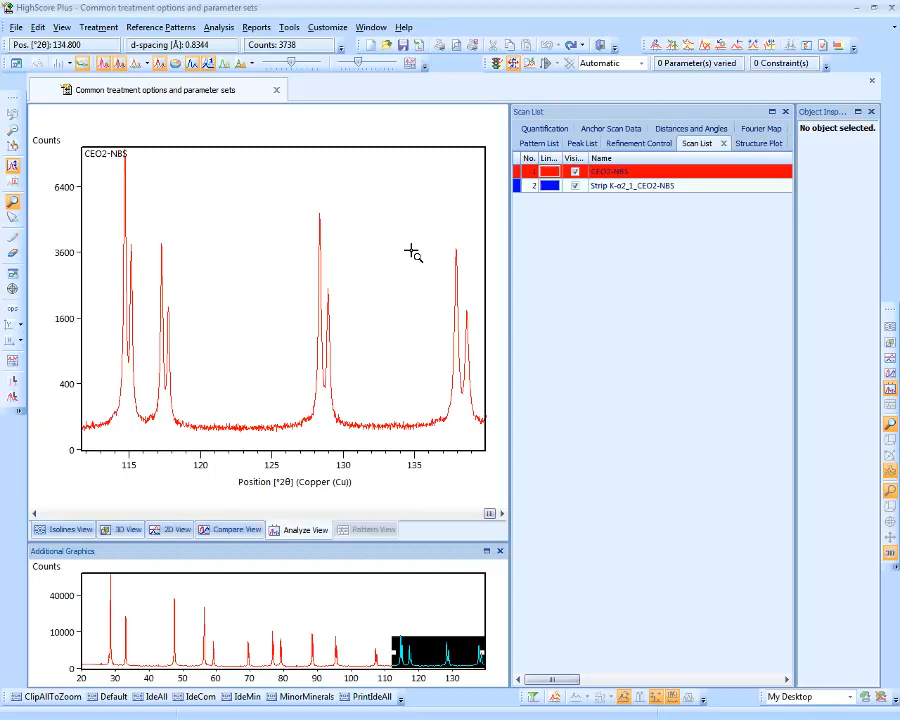 HighScore Plus - Common treatment options and parameter sets
File Edit View Treatment Reference Patterns Analysis Reports Tools Customize Window Help
Pos. [°2θ]: 134.800 d-spacing [Å]: 0.8344 Counts: 3738
Automatic 0 Parameter(s) varied 0 Constraint(s)
Common treatment options and parameter sets
Counts
CEO2-NBS
6400
3600
1600
400
0
115 120 125 130 135
Position [°2θ] (Copper (Cu))
Isolines View 3D View 2D View Compare View Analyze View Pattern View
Additional Graphics
Counts
40000
10000
0
20 30 40 50 60 70 80 90 100 110 120 130
Scan List
Quantification Anchor Scan Data Distances and Angles Fourier Map
Pattern List Peak List Refinement Control Scan List Structure Plot
No. Lin... Visi... Name
1 CEO2-NBS
2 Strip K-α2_1_CEO2-NBS
Object Insp...
No object selected.
ops
3D
ClipAllToZoom Default IdeAll IdeCom IdeMin MinorMinerals PrintIdeAll
My Desktop